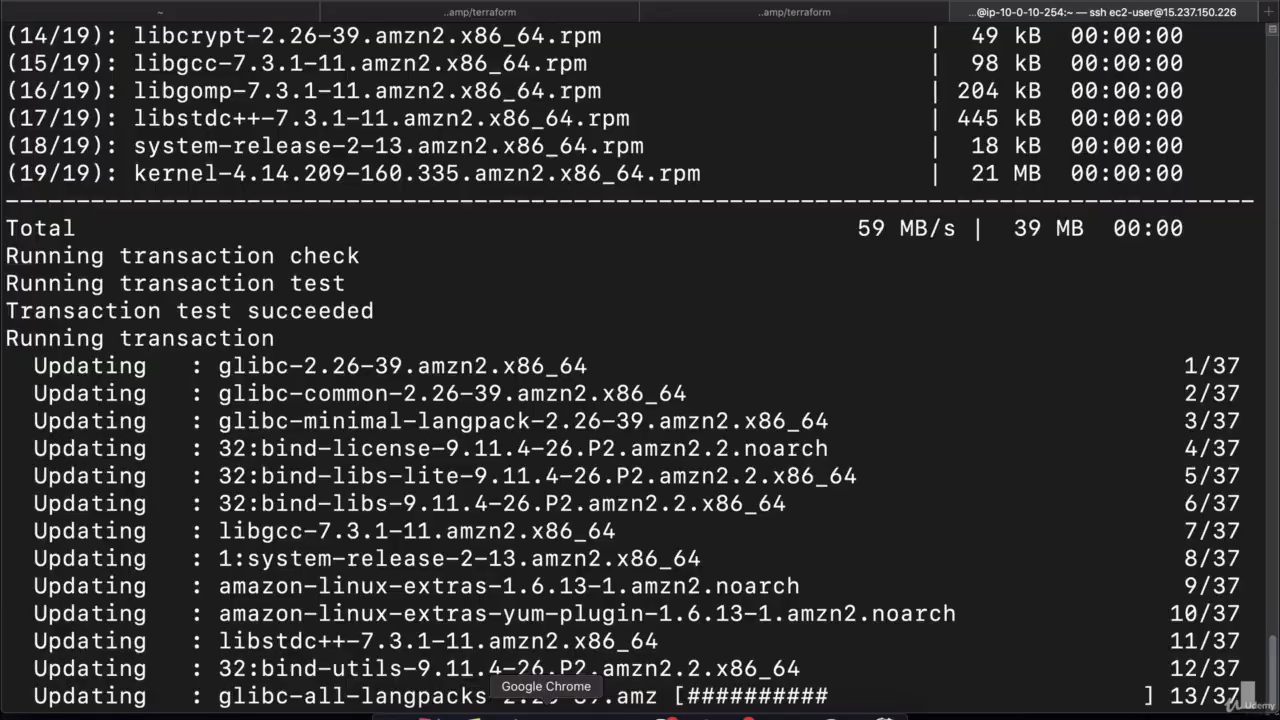 ~ ..amp/terraform ..amp/terraform ...@ip-10-0-10-254:~ — ssh ec2-user@15.237.150.226 +
(14/19): libcrypt-2.26-39.amzn2.x86_64.rpm | 49 kB 00:00:00
(15/19): libgcc-7.3.1-11.amzn2.x86_64.rpm | 98 kB 00:00:00
(16/19): libgomp-7.3.1-11.amzn2.x86_64.rpm | 204 kB 00:00:00
(17/19): libstdc++-7.3.1-11.amzn2.x86_64.rpm | 445 kB 00:00:00
(18/19): system-release-2-13.amzn2.x86_64.rpm | 18 kB 00:00:00
(19/19): kernel-4.14.209-160.335.amzn2.x86_64.rpm | 21 MB 00:00:00
----------------------------------------------------------------------------------------
Total 59 MB/s | 39 MB 00:00
Running transaction check
Running transaction test
Transaction test succeeded
Running transaction
Updating : glibc-2.26-39.amzn2.x86_64 1/37
Updating : glibc-common-2.26-39.amzn2.x86_64 2/37
Updating : glibc-minimal-langpack-2.26-39.amzn2.x86_64 3/37
Updating : 32:bind-license-9.11.4-26.P2.amzn2.2.noarch 4/37
Updating : 32:bind-libs-lite-9.11.4-26.P2.amzn2.2.x86_64 5/37
Updating : 32:bind-libs-9.11.4-26.P2.amzn2.2.x86_64 6/37
Updating : libgcc-7.3.1-11.amzn2.x86_64 7/37
Updating : 1:system-release-2-13.amzn2.x86_64 8/37
Updating : amazon-linux-extras-1.6.13-1.amzn2.noarch 9/37
Updating : amazon-linux-extras-yum-plugin-1.6.13-1.amzn2.noarch 10/37
Updating : libstdc++-7.3.1-11.amzn2.x86_64 11/37
Updating : 32:bind-utils-9.11.4-26.P2.amzn2.2.x86_64 12/37
Google Chrome
Updating : glibc-all-langpacks [########## ] 13/37
Udemy